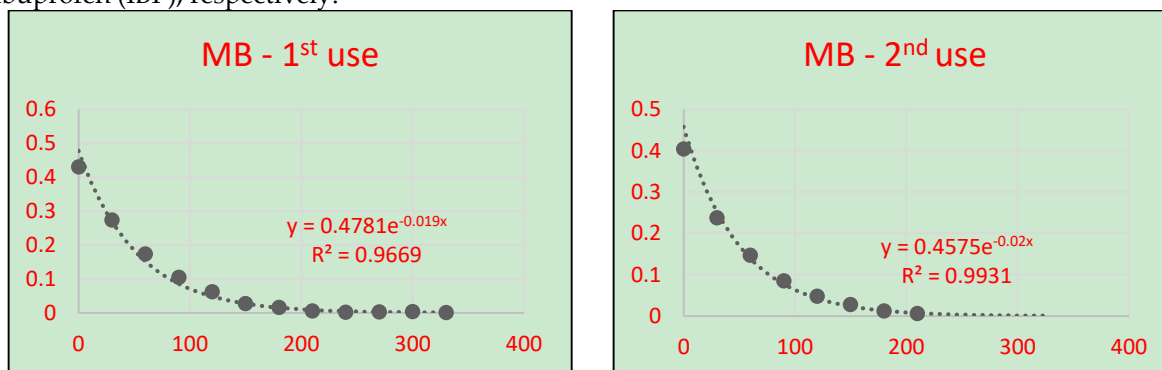 (IBP), respectively.
MB - 1st use
0.6
0.5
0.4
0.3
0.2
0.1
0
y = 0.4781e-0.019x
R² = 0.9669
0 100 200 300 400
MB - 2nd use
0.5
0.4
0.3
0.2
0.1
0
y = 0.4575e-0.02x
R² = 0.9931
0 100 200 300 400